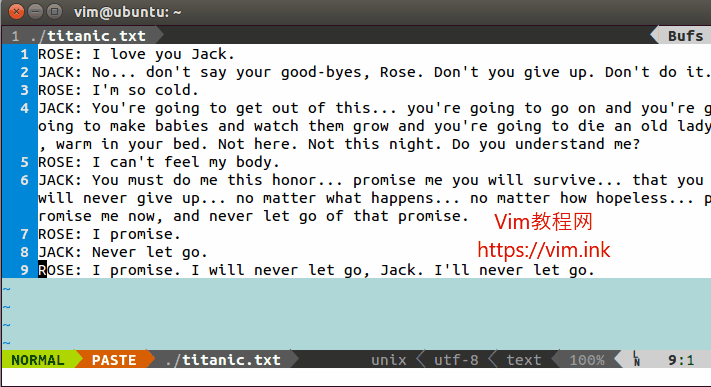 vim@ubuntu: ~
1 ./titanic.txt Bufs
1 ROSE: I love you Jack.
2 JACK: No... don't say your good-byes, Rose. Don't you give up. Don't do it.
3 ROSE: I'm so cold.
4 JACK: You're going to get out of this... you're going to go on and you're g
oing to make babies and watch them grow and you're going to die an old lady
, warm in your bed. Not here. Not this night. Do you understand me?
5 ROSE: I can't feel my body.
6 JACK: You must do me this honor... promise me you will survive... that you
will never give up... no matter what happens... no matter how hopeless... p
romise me now, and never let go of that promise.
7 ROSE: I promise.
8 JACK: Never let go.
9 ROSE: I promise. I will never let go, Jack. I'll never let go.
Vim教程网
https://vim.ink
~
~
~
~
NORMAL PASTE ./titanic.txt unix utf-8 text 100% LN 9:1